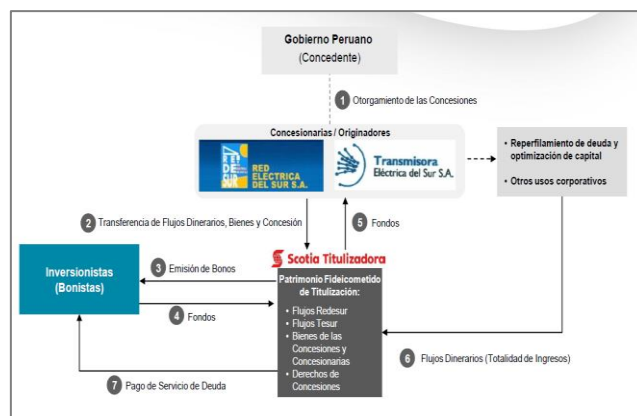 Gobierno Peruano
(Concedente)
1 Otorgamiento de las Concesiones
Concesionarias / Originadores
REDESUR
RED
ELECTRICA
DEL SUR S.A.
Transmisora
Eléctrica del Sur S.A.
• Reperfilamiento de deuda y
optimización de capital
• Otros usos corporativos
2 Transferencia de Flujos Dinerarios, Bienes y Concesión
5 Fondos
Scotia Titulizadora
Inversionistas
(Bonistas)
3 Emisión de Bonos
4 Fondos
Patrimonio Fideicometido
de Titulización:
• Flujos Redesur
• Flujos Tesur
• Bienes de las
Concesiones y
Concesionarias
• Derechos de
Concesiones
6 Flujos Dinerarios (Totalidad de Ingresos)
7 Pago de Servicio de Deuda